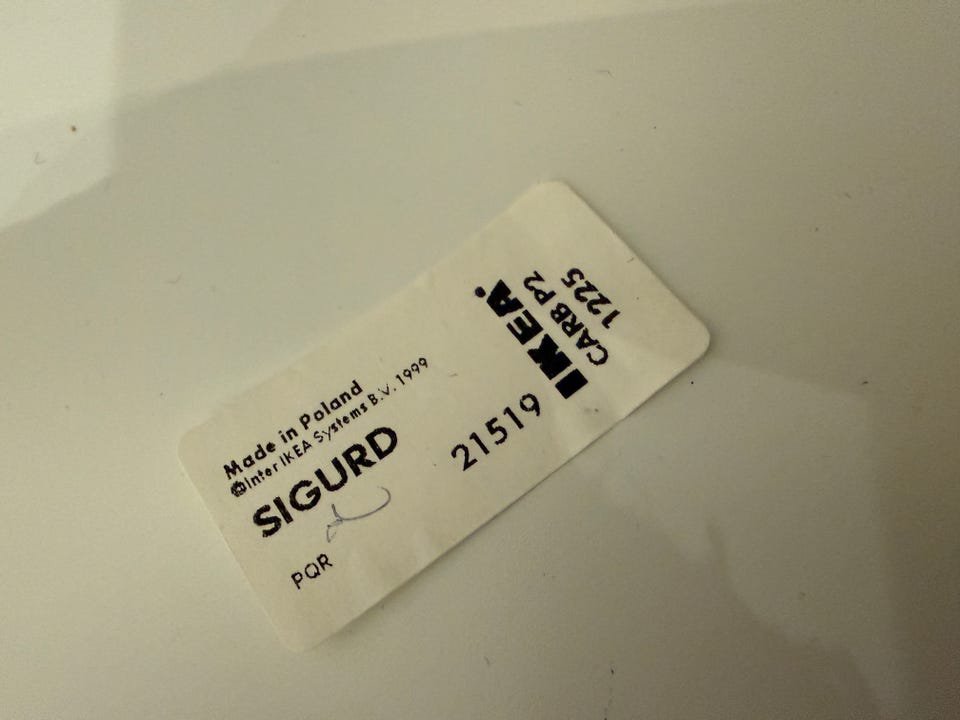 Made in Poland
©Inter IKEA Systems B.V. 1999
SIGURD
PQR
21519
IKEA
CARB P2
1225